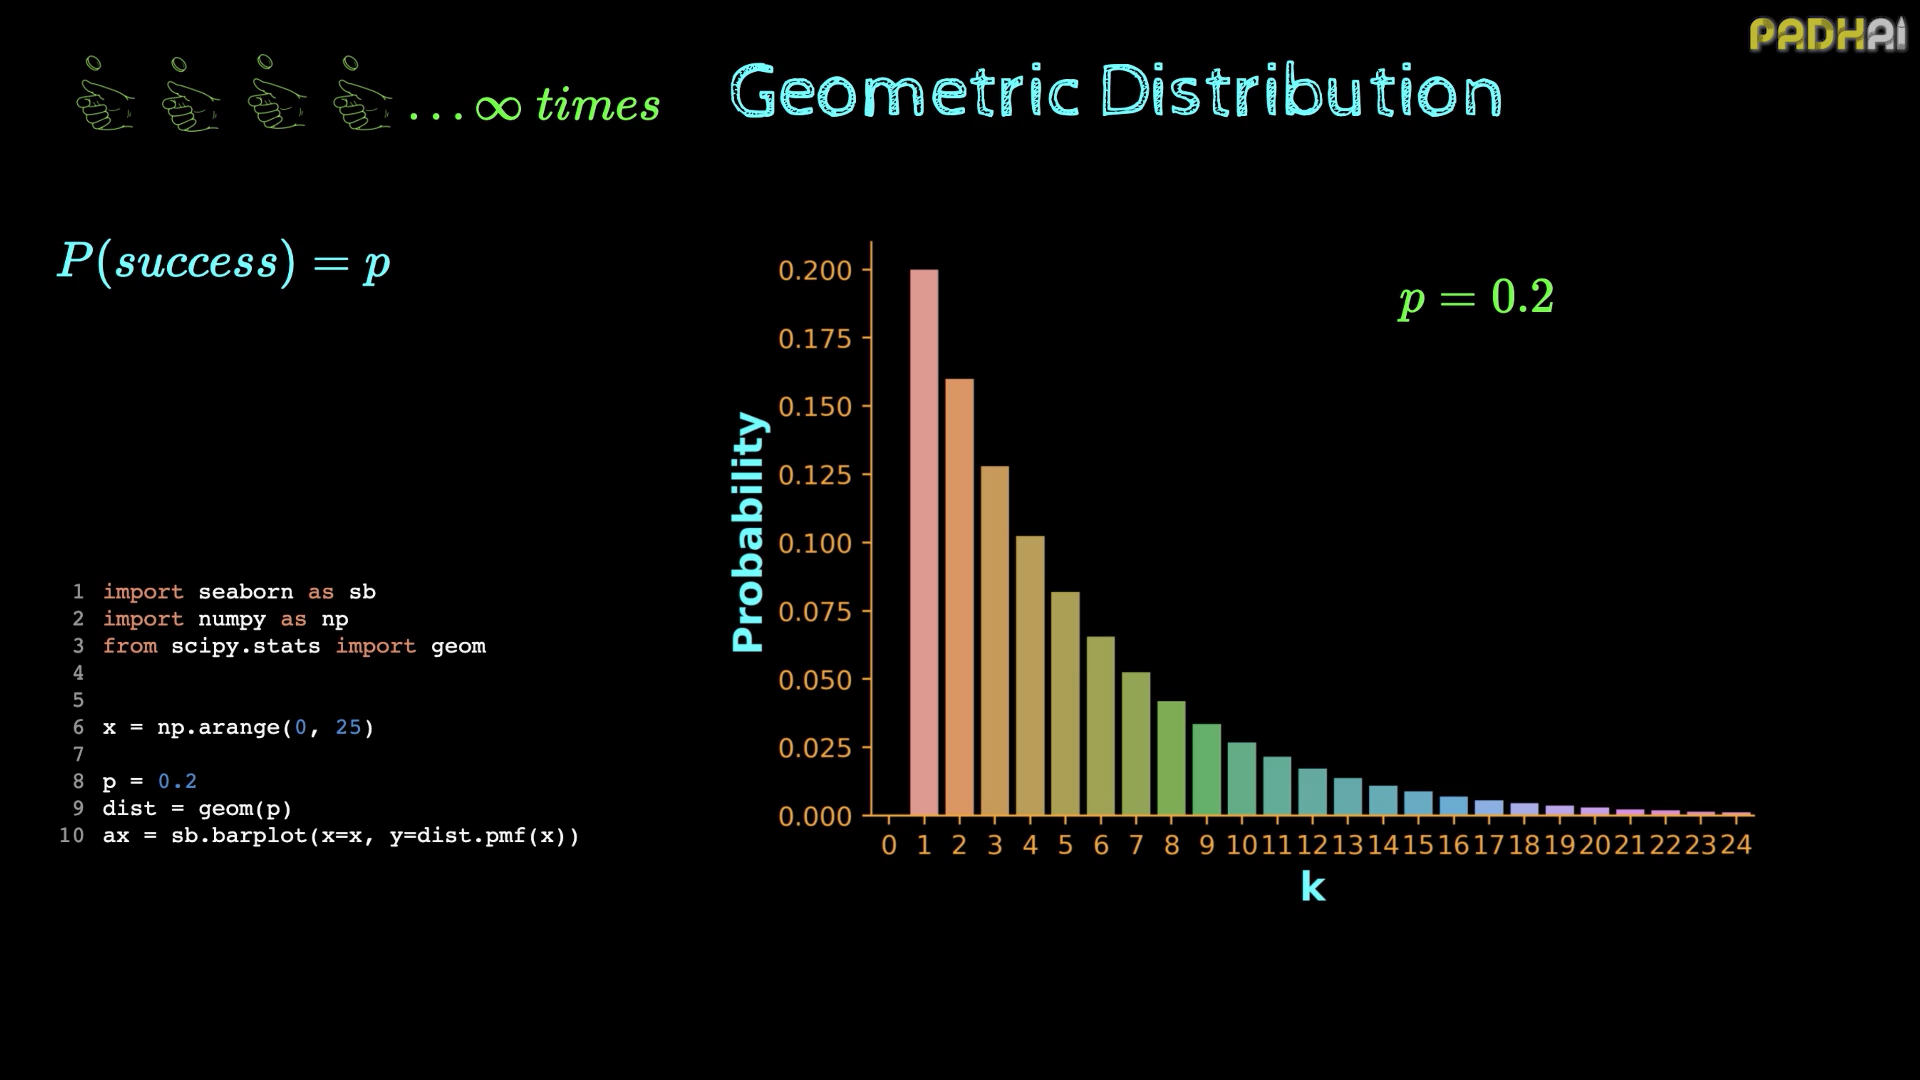 PADHAI
... ∞ times
Geometric Distribution
P(success) = p
p = 0.2
1 import seaborn as sb
2 import numpy as np
3 from scipy.stats import geom
4
5
6 x = np.arange(0, 25)
7
8 p = 0.2
9 dist = geom(p)
10 ax = sb.barplot(x=x, y=dist.pmf(x))
Probability
0.200
0.175
0.150
0.125
0.100
0.075
0.050
0.025
0.000
0 1 2 3 4 5 6 7 8 9 10 11 12 13 14 15 16 17 18 19 20 21 22 23 24
k